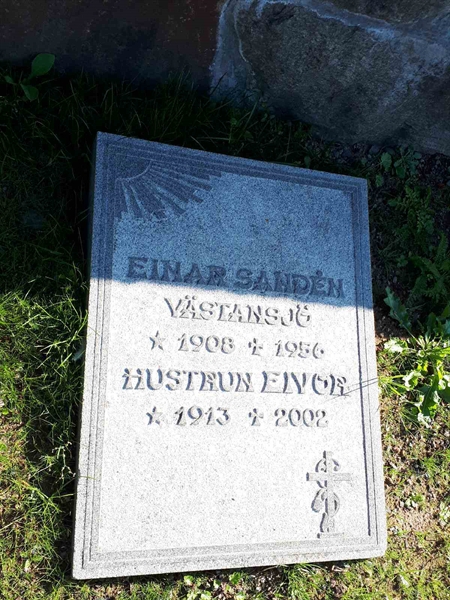 EINAR SANDÉN
VÄSTANSJÖ
☆ 1908 ✝ 1956
HUSTRUN EIVOR
☆ 1913 ✝ 2002